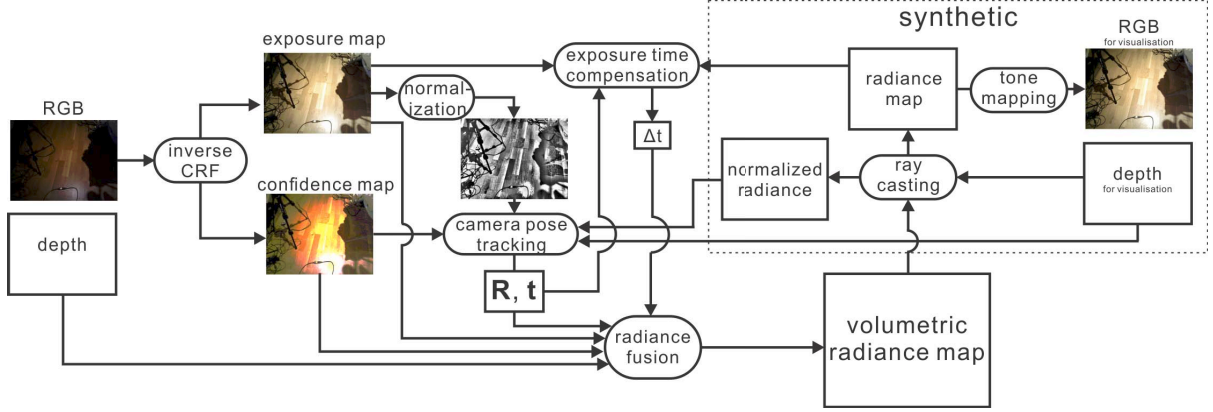 synthetic
exposure map
RGB
for visualisation
exposure time
compensation
radiance
map
tone
mapping
normal-
ization
RGB
Δt
inverse
CRF
normalized
radiance
ray
casting
depth
for visualisation
confidence map
depth
camera pose
tracking
R, t
radiance
fusion
volumetric
radiance map